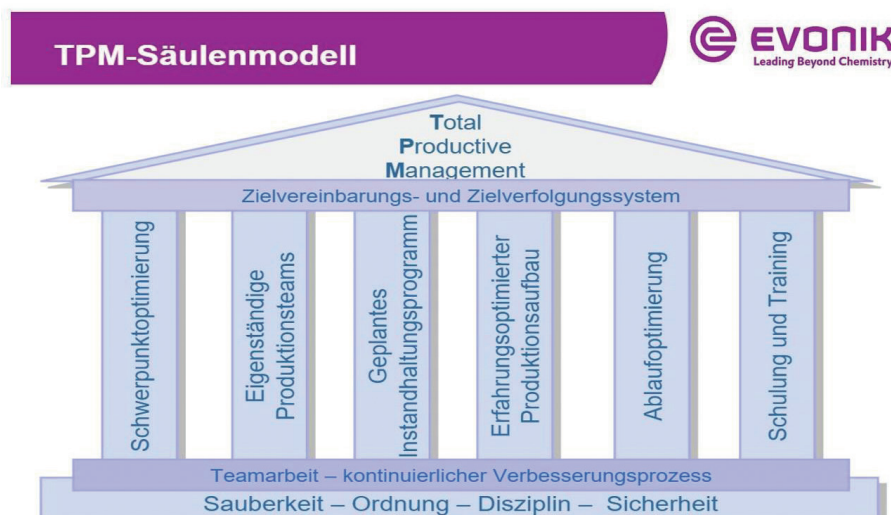 TPM-Säulenmodell
EVONIK
Leading Beyond Chemistry
Total
Productive
Management
Zielvereinbarungs- und Zielverfolgungssystem
Schwerpunktoptimierung
Eigenständige
Produktionsteams
Geplantes
Instandhaltungsprogramm
Erfahrungsoptimierter
Produktionsaufbau
Ablaufoptimierung
Schulung und Training
Teamarbeit – kontinuierlicher Verbesserungsprozess
Sauberkeit – Ordnung – Disziplin – Sicherheit